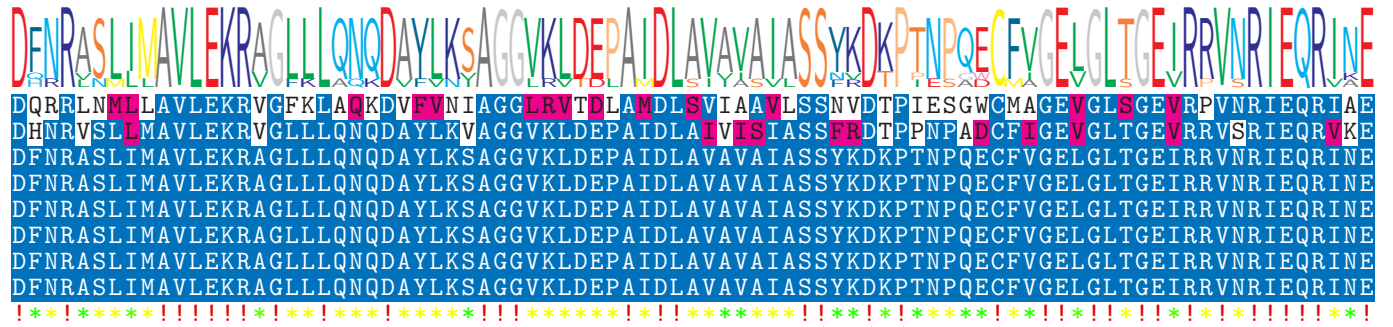 DFNRASLIMAVLEKRAGLLLQNQDAYLKSAGGVKLDEPAIDLAVAVAIASSYKDKPTNPQECFVGELGLTGEIRRVNRIEQRINE
DQRRLNMLLAVLEKRVGFKLAQKDVFVNIAGGLRVTDLAMDLSVIAAVLSSNVDTPIESGWCMAGEVGLSGEVRPVNRIEQRIAE
DHNRVSLLMAVLEKRVGLLLQNQDAYLKVAGGVKLDEPAIDLAIVISIASSFRDTPPNPADCFIGEVGLTGEVRRVSRIEQRVKE
DFNRASLIMAVLEKRAGLLLQNQDAYLKSAGGVKLDEPAIDLAVAVAIASSYKDKPTNPQECFVGELGLTGEIRRVNRIEQRINE
DFNRASLIMAVLEKRAGLLLQNQDAYLKSAGGVKLDEPAIDLAVAVAIASSYKDKPTNPQECFVGELGLTGEIRRVNRIEQRINE
DFNRASLIMAVLEKRAGLLLQNQDAYLKSAGGVKLDEPAIDLAVAVAIASSYKDKPTNPQECFVGELGLTGEIRRVNRIEQRINE
DFNRASLIMAVLEKRAGLLLQNQDAYLKSAGGVKLDEPAIDLAVAVAIASSYKDKPTNPQECFVGELGLTGEIRRVNRIEQRINE
DFNRASLIMAVLEKRAGLLLQNQDAYLKSAGGVKLDEPAIDLAVAVAIASSYKDKPTNPQECFVGELGLTGEIRRVNRIEQRINE
DFNRASLIMAVLEKRAGLLLQNQDAYLKSAGGVKLDEPAIDLAVAVAIASSYKDKPTNPQECFVGELGLTGEIRRVNRIEQRINE
!**!*****!!!!!!*!**!***!*****!!!******!*!!*******!!**!*!*****!**!!*!!*!!*!*!*!!!!!**!